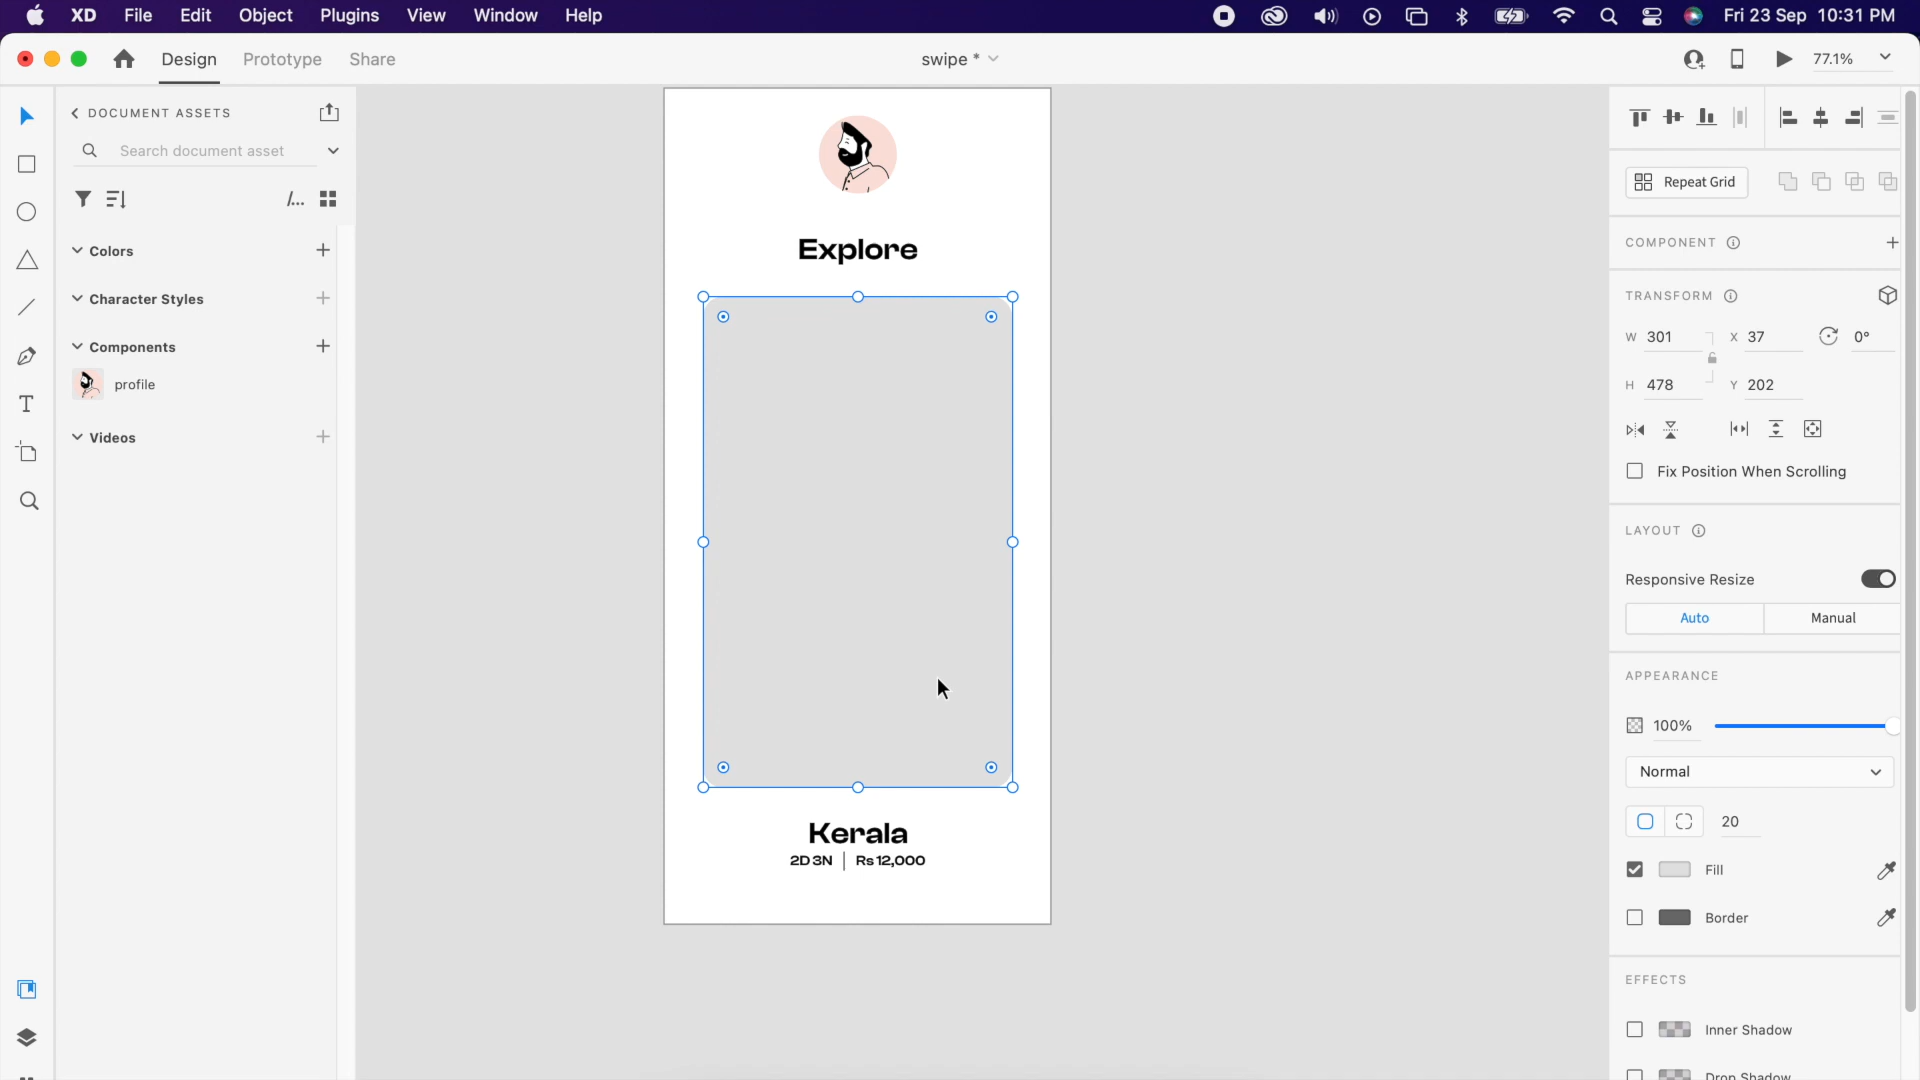 XD File Edit Object Plugins View Window Help Fri 23 Sep 10:31 PM
Design Prototype Share swipe * 77.1%
DOCUMENT ASSETS
Search document asset
/...
Colors
Character Styles
Components
profile
Videos
Explore
Kerala
2D 3N Rs 12,000
Repeat Grid
COMPONENT
TRANSFORM
W 301 X 37 0°
H 478 Y 202
Fix Position When Scrolling
LAYOUT
Responsive Resize
Auto Manual
APPEARANCE
100%
Normal
20
Fill
Border
EFFECTS
Inner Shadow
Drop Shadow